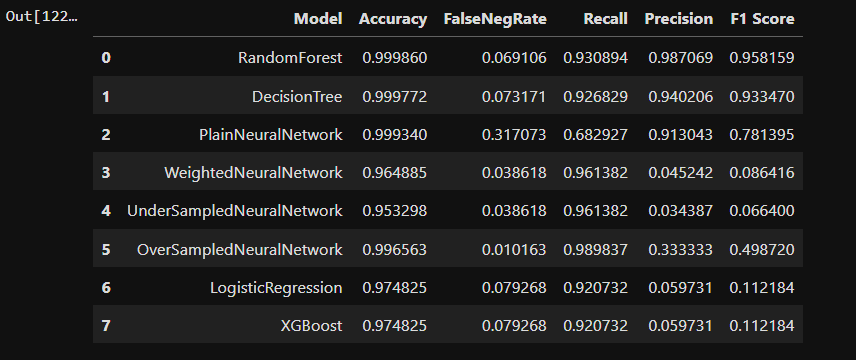 Out[122…
Model Accuracy FalseNegRate Recall Precision F1 Score
0 RandomForest 0.999860 0.069106 0.930894 0.987069 0.958159
1 DecisionTree 0.999772 0.073171 0.926829 0.940206 0.933470
2 PlainNeuralNetwork 0.999340 0.317073 0.682927 0.913043 0.781395
3 WeightedNeuralNetwork 0.964885 0.038618 0.961382 0.045242 0.086416
4 UnderSampledNeuralNetwork 0.953298 0.038618 0.961382 0.034387 0.066400
5 OverSampledNeuralNetwork 0.996563 0.010163 0.989837 0.333333 0.498720
6 LogisticRegression 0.974825 0.079268 0.920732 0.059731 0.112184
7 XGBoost 0.974825 0.079268 0.920732 0.059731 0.112184